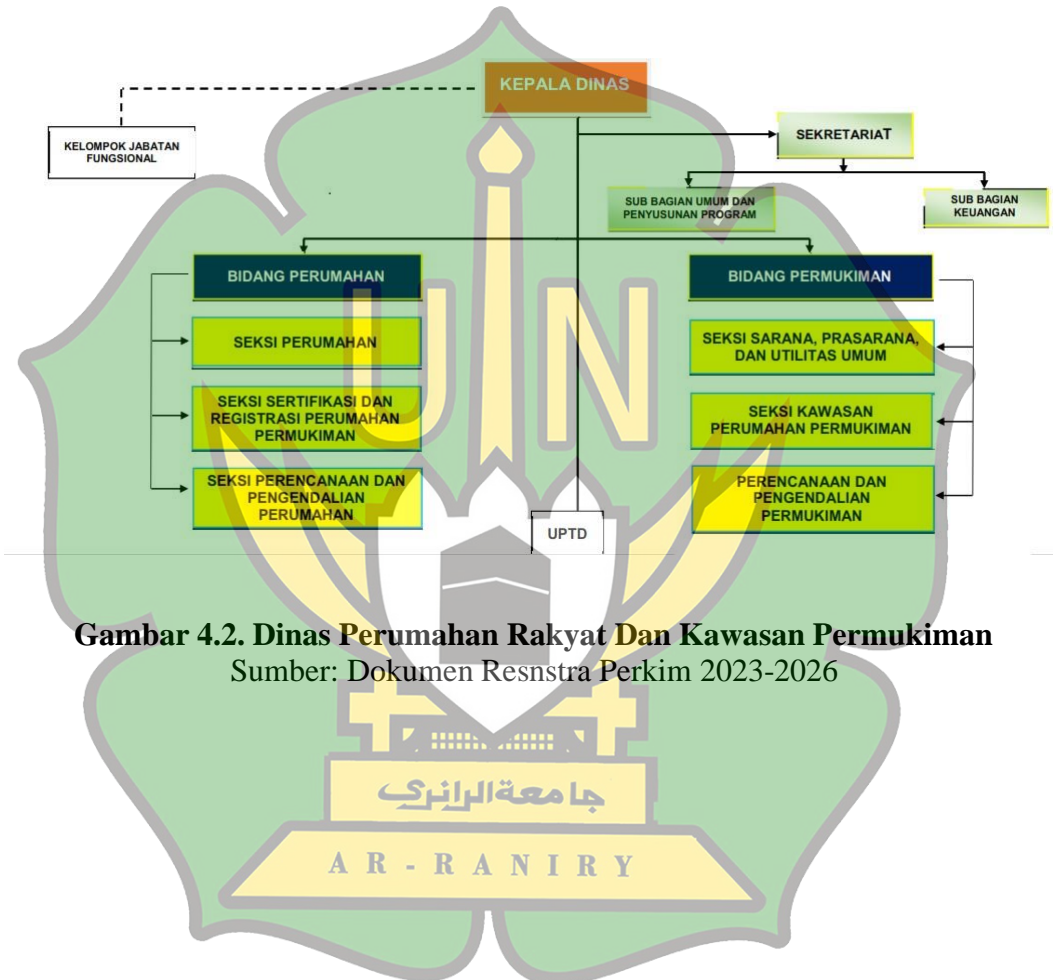 KEPALA DINAS
KELOMPOK JABATAN
FUNGSIONAL
SEKRETARIAT
SUB BAGIAN UMUM DAN
PENYUSUNAN PROGRAM
SUB BAGIAN
KEUANGAN
BIDANG PERUMAHAN
BIDANG PERMUKIMAN
SEKSI PERUMAHAN
SEKSI SARANA, PRASARANA,
DAN UTILITAS UMUM
SEKSI SERTIFIKASI DAN
REGISTRASI PERUMAHAN
PERMUKIMAN
SEKSI KAWASAN
PERUMAHAN PERMUKIMAN
SEKSI PERENCANAAN DAN
PENGENDALIAN
PERUMAHAN
PERENCANAAN DAN
PENGENDALIAN
PERMUKIMAN
UPTD
UIN
Gambar 4.2. Dinas Perumahan Rakyat Dan Kawasan Permukiman
Sumber: Dokumen Resnstra Perkim 2023-2026
جامعة الرانري
AR-RANIRY